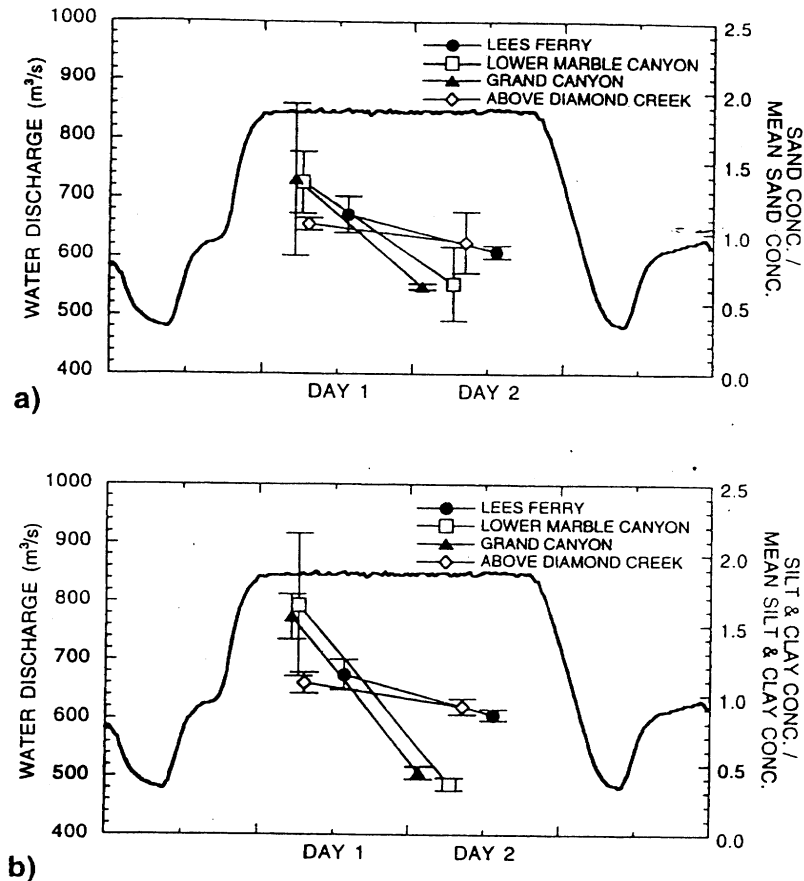 1000
900
800
700
600
500
400
WATER DISCHARGE (m³/s)
LEES FERRY
LOWER MARBLE CANYON
GRAND CANYON
ABOVE DIAMOND CREEK
2.5
2.0
1.5
1.0
0.5
0.0
SAND CONC. /
MEAN SAND CONC.
DAY 1 DAY 2
a)
1000
900
800
700
600
500
400
WATER DISCHARGE (m³/s)
LEES FERRY
LOWER MARBLE CANYON
GRAND CANYON
ABOVE DIAMOND CREEK
2.5
2.0
1.5
1.0
0.5
0.0
SILT & CLAY CONC. /
MEAN SILT & CLAY CONC.
DAY 1 DAY 2
b)